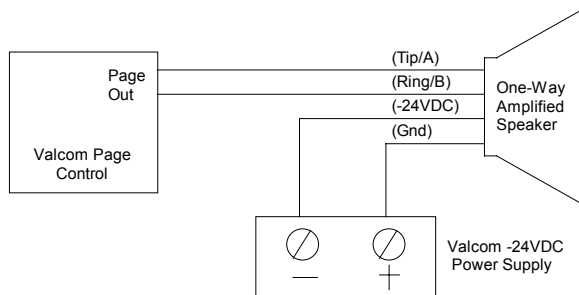 Page
Out
Valcom Page
Control
(Tip/A)
(Ring/B)
(-24VDC)
(Gnd)
One-Way
Amplified
Speaker
Valcom -24VDC
Power Supply